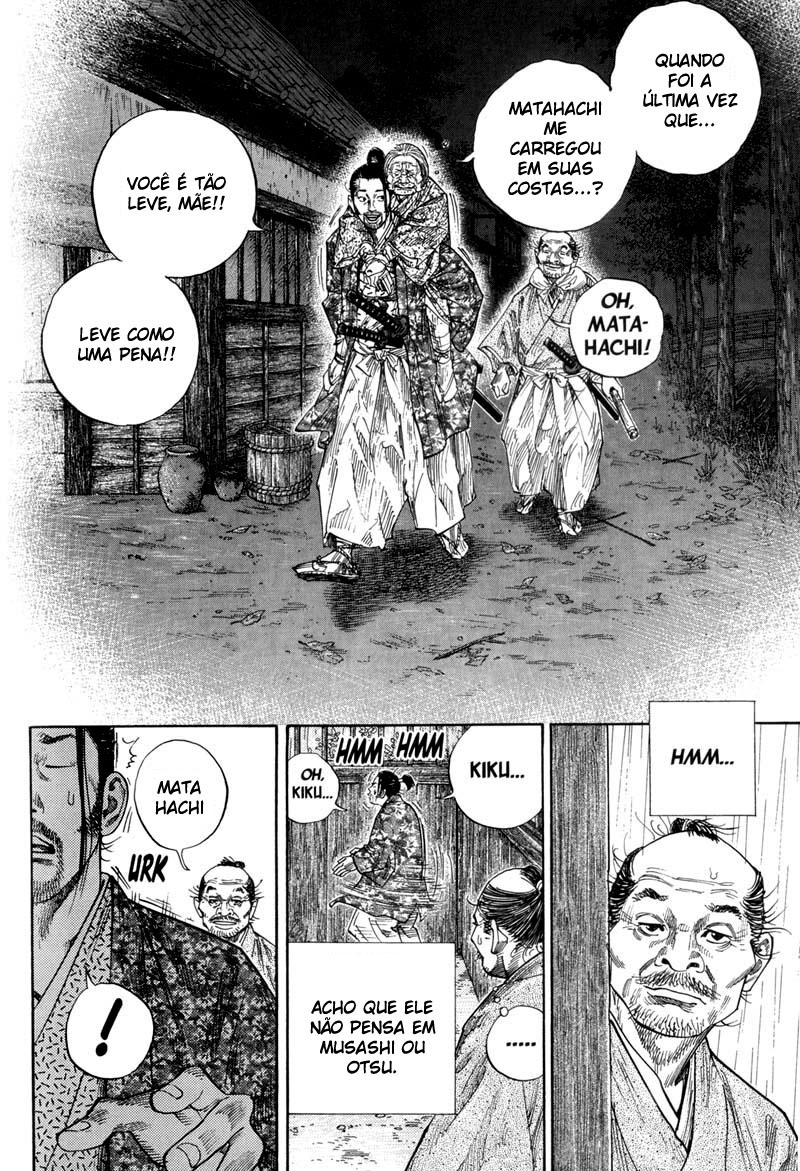 QUANDO
FOI A
ÚLTIMA VEZ
QUE...
MATAHACHI
ME
CARREGOU
EM SUAS
COSTAS...?
OH,
MATA-
HACHI!
VOCÊ É TÃO
LEVE, MÃE!!
LEVE COMO
UMA PENA!!
HMM...
KIKU...
HMM HMM
OH,
KIKU...
.....
ACHO QUE ELE
NÃO PENSA EM
MUSASHI OU
OTSU.
MATA
HACHI
URK
!